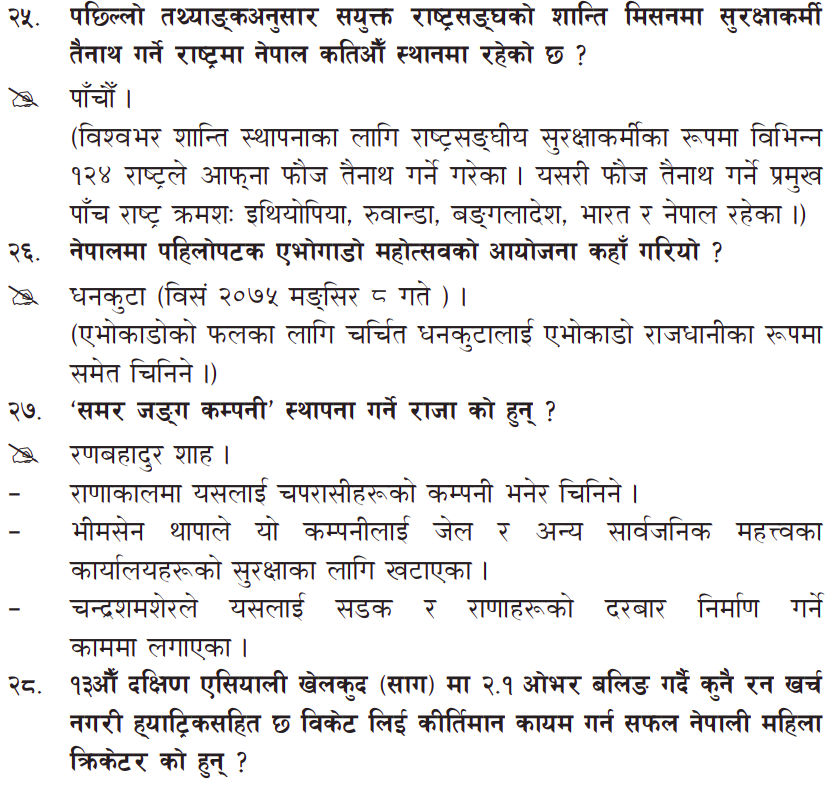 २५. पछिल्लो तथ्याङ्कअनुसार सयुक्त राष्ट्रसङ्घको शान्ति मिसनमा सुरक्षाकर्मी
तैनाथ गर्ने राष्ट्रमा नेपाल कतिऔँ स्थानमा रहेको छ ?
पाँचौँ ।
(विश्वभर शान्ति स्थापनाका लागि राष्ट्रसङ्घीय सुरक्षाकर्मीका रूपमा विभिन्न
१२४ राष्ट्रले आफ्ना फौज तैनाथ गर्ने गरेका । यसरी फौज तैनाथ गर्ने प्रमुख
पाँच राष्ट्र क्रमशः इथियोपिया, रुवान्डा, बङ्गलादेश, भारत र नेपाल रहेका ।)
२६. नेपालमा पहिलोपटक एभोगाडो महोत्सवको आयोजना कहाँ गरियो ?
धनकुटा (विसं २०७५ मङ्सिर ८ गते ) ।
(एभोकाडोको फलका लागि चर्चित धनकुटालाई एभोकाडो राजधानीका रूपमा
समेत चिनिने ।)
२७. ‘समर जङ्ग कम्पनी’ स्थापना गर्ने राजा को हुन् ?
रणबहादुर शाह ।
– राणाकालमा यसलाई चपरासीहरूको कम्पनी भनेर चिनिने ।
– भीमसेन थापाले यो कम्पनीलाई जेल र अन्य सार्वजनिक महत्त्वका
कार्यालयहरूको सुरक्षाका लागि खटाएका ।
– चन्द्रशमशेरले यसलाई सडक र राणाहरूको दरबार निर्माण गर्ने
काममा लगाएका ।
२८. १३औँ दक्षिण एसियाली खेलकुद (साग) मा २.१ ओभर बलिङ गर्दै कुनै रन खर्च
नगरी ह्याट्रिकसहित छ विकेट लिई कीर्तिमान कायम गर्न सफल नेपाली महिला
क्रिकेटर को हुन् ?